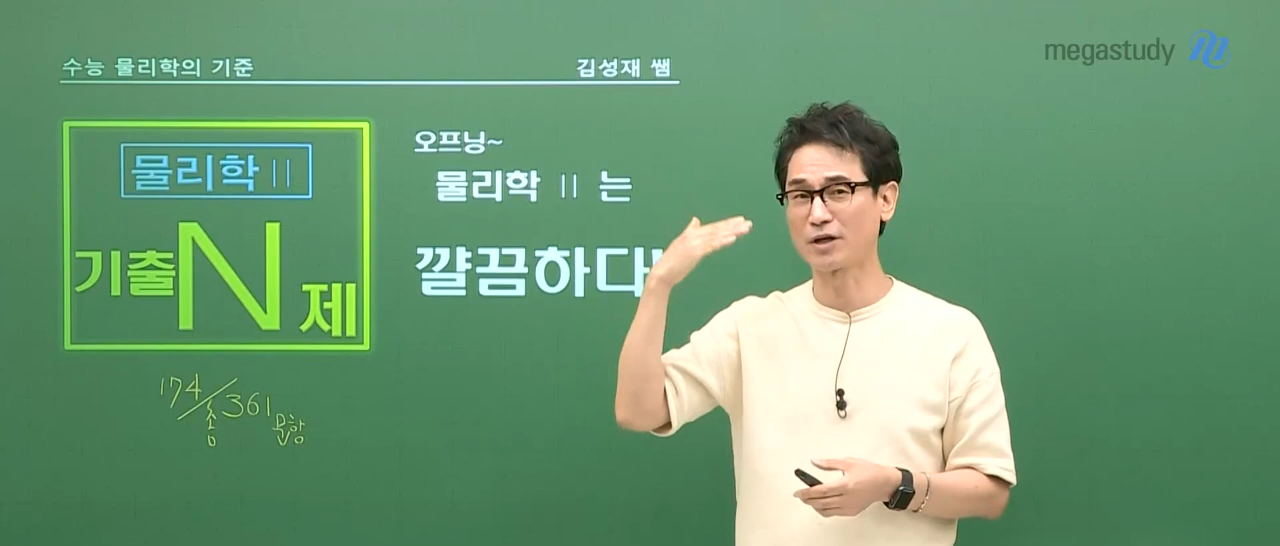 수능 물리학의 기준
김성재 쌤
megastudy
물리학 II
기출 N 제
오프닝~
물리학 II 는
깔끔하다!
174/총 361 문항